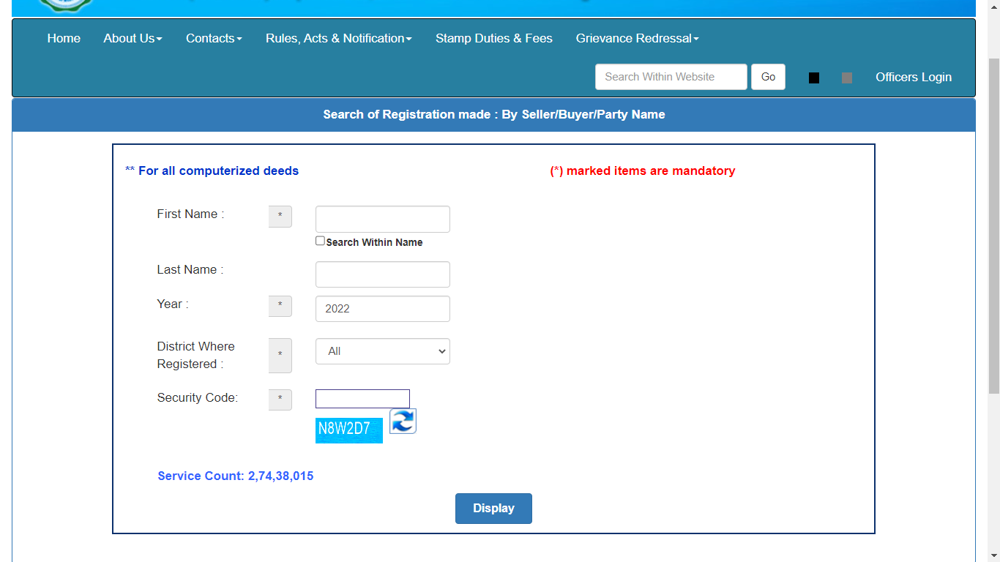 Home About Us Contacts Rules, Acts & Notification Stamp Duties & Fees Grievance Redressal
Search Within Website Go Officers Login
Search of Registration made : By Seller/Buyer/Party Name
** For all computerized deeds (*) marked items are mandatory
First Name : *
Search Within Name
Last Name :
Year : * 2022
District Where Registered : * All
Security Code: *
N8W2D7
Service Count: 2,74,38,015
Display